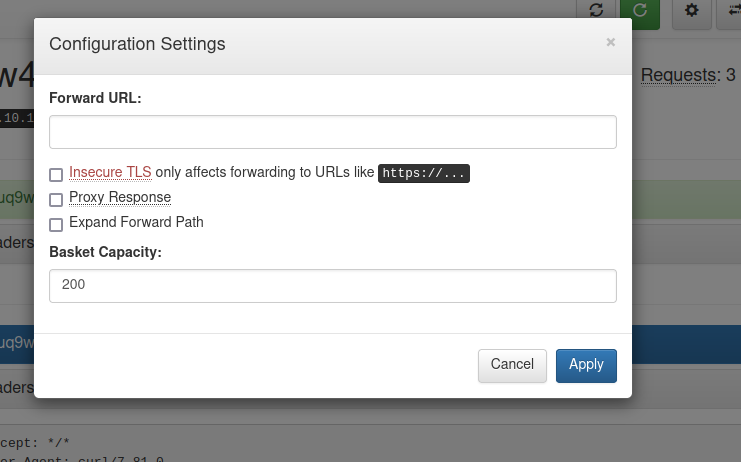 Configuration Settings
×
w4
Requests: 3
Forward URL:
.10.1
Insecure TLS only affects forwarding to URLs like https://...
Proxy Response
uq9w
Expand Forward Path
aders
Basket Capacity:
200
uq9w
Cancel
Apply
aders
cept: */*
er-Agent: curl/7.81.0